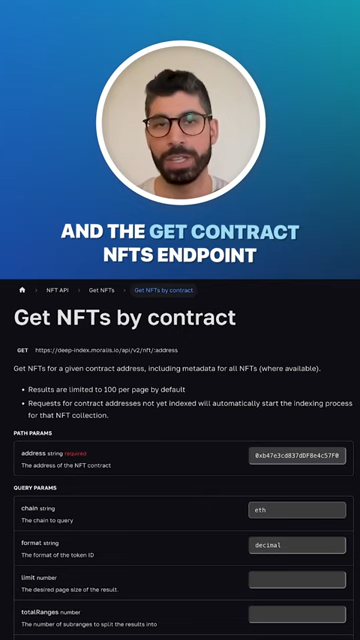 AND THE GET CONTRACT
NFTS ENDPOINT
NFT API > Get NFTs > Get NFTs by contract
Get NFTs by contract
GET https://deep-index.moralis.io/api/v2/nft/:address
Get NFTs for a given contract address, including metadata for all NFTs (where available).
• Results are limited to 100 per page by default
• Requests for contract addresses not yet indexed will automatically start the indexing process
for that NFT collection.
PATH PARAMS
address string required
0xb47e3cd837dDF8e4c57F0
The address of the NFT contract
QUERY PARAMS
chain string
eth
The chain to query
format string
decimal
The format of the token ID
limit number
The desired page size of the result.
totalRanges number
The number of subranges to split the results into